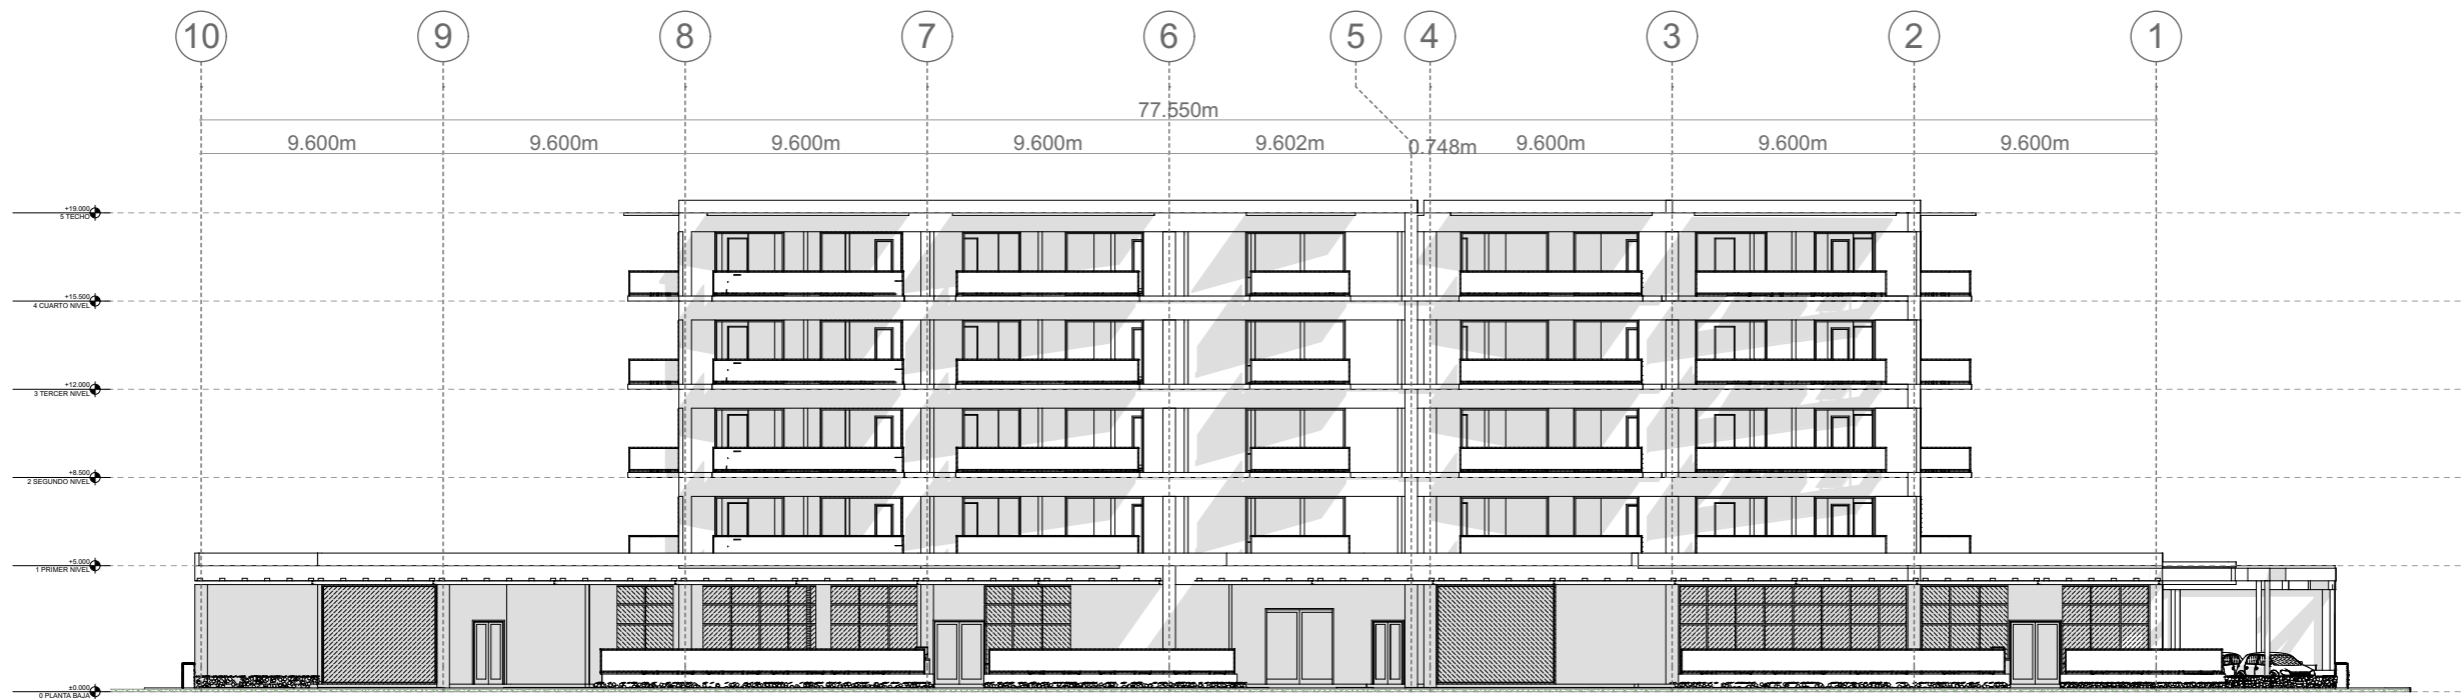 10 9 8 7 6 5 4 3 2 1
77.550m
9.600m 9.600m 9.600m 9.600m 9.602m 0.748m 9.600m 9.600m 9.600m
+19.000
5 TECHO
+15.500
4 CUARTO NIVEL
+12.000
3 TERCER NIVEL
+8.500
2 SEGUNDO NIVEL
+5.000
1 PRIMER NIVEL
±0.000
0 PLANTA BAJA